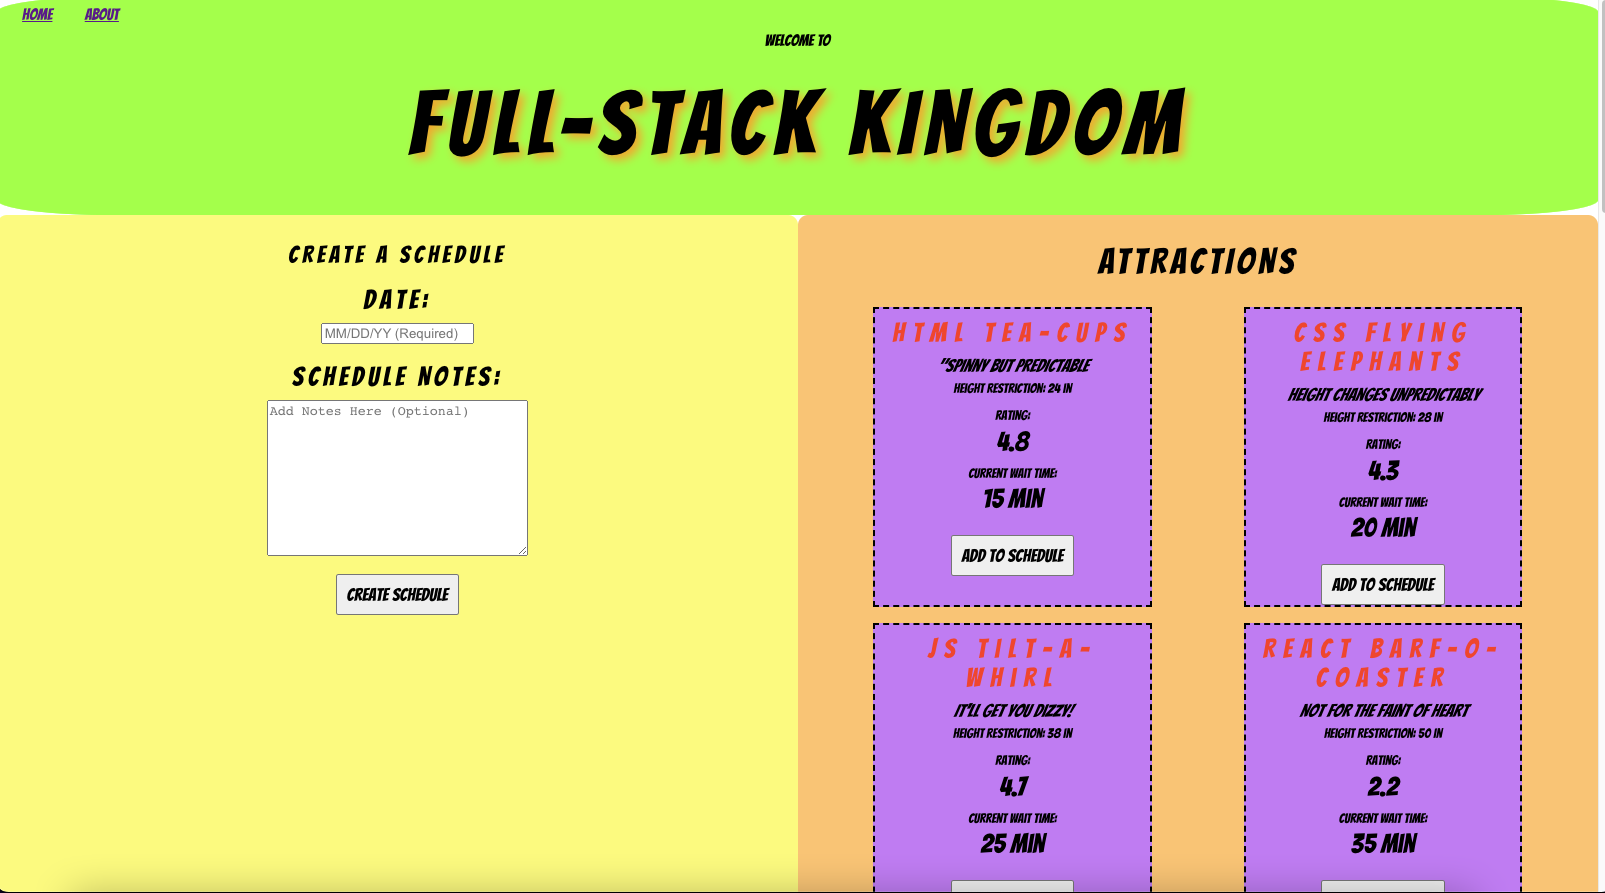 HOME ABOUT
WELCOME TO
FULL-STACK KINGDOM
CREATE A SCHEDULE
DATE:
MM/DD/YY (Required)
SCHEDULE NOTES:
Add Notes Here (Optional)
CREATE SCHEDULE
ATTRACTIONS
HTML TEA-CUPS
"SPINNY BUT PREDICTABLE
HEIGHT RESTRICTION: 24 IN
RATING:
4.8
CURRENT WAIT TIME:
15 MIN
ADD TO SCHEDULE
CSS FLYING
ELEPHANTS
HEIGHT CHANGES UNPREDICTABLY
HEIGHT RESTRICTION: 28 IN
RATING:
4.3
CURRENT WAIT TIME:
20 MIN
ADD TO SCHEDULE
JS TILT-A-
WHIRL
IT'LL GET YOU DIZZY!
HEIGHT RESTRICTION: 38 IN
RATING:
4.7
CURRENT WAIT TIME:
25 MIN
REACT BARF-O-
COASTER
NOT FOR THE FAINT OF HEART
HEIGHT RESTRICTION: 50 IN
RATING:
2.2
CURRENT WAIT TIME:
35 MIN